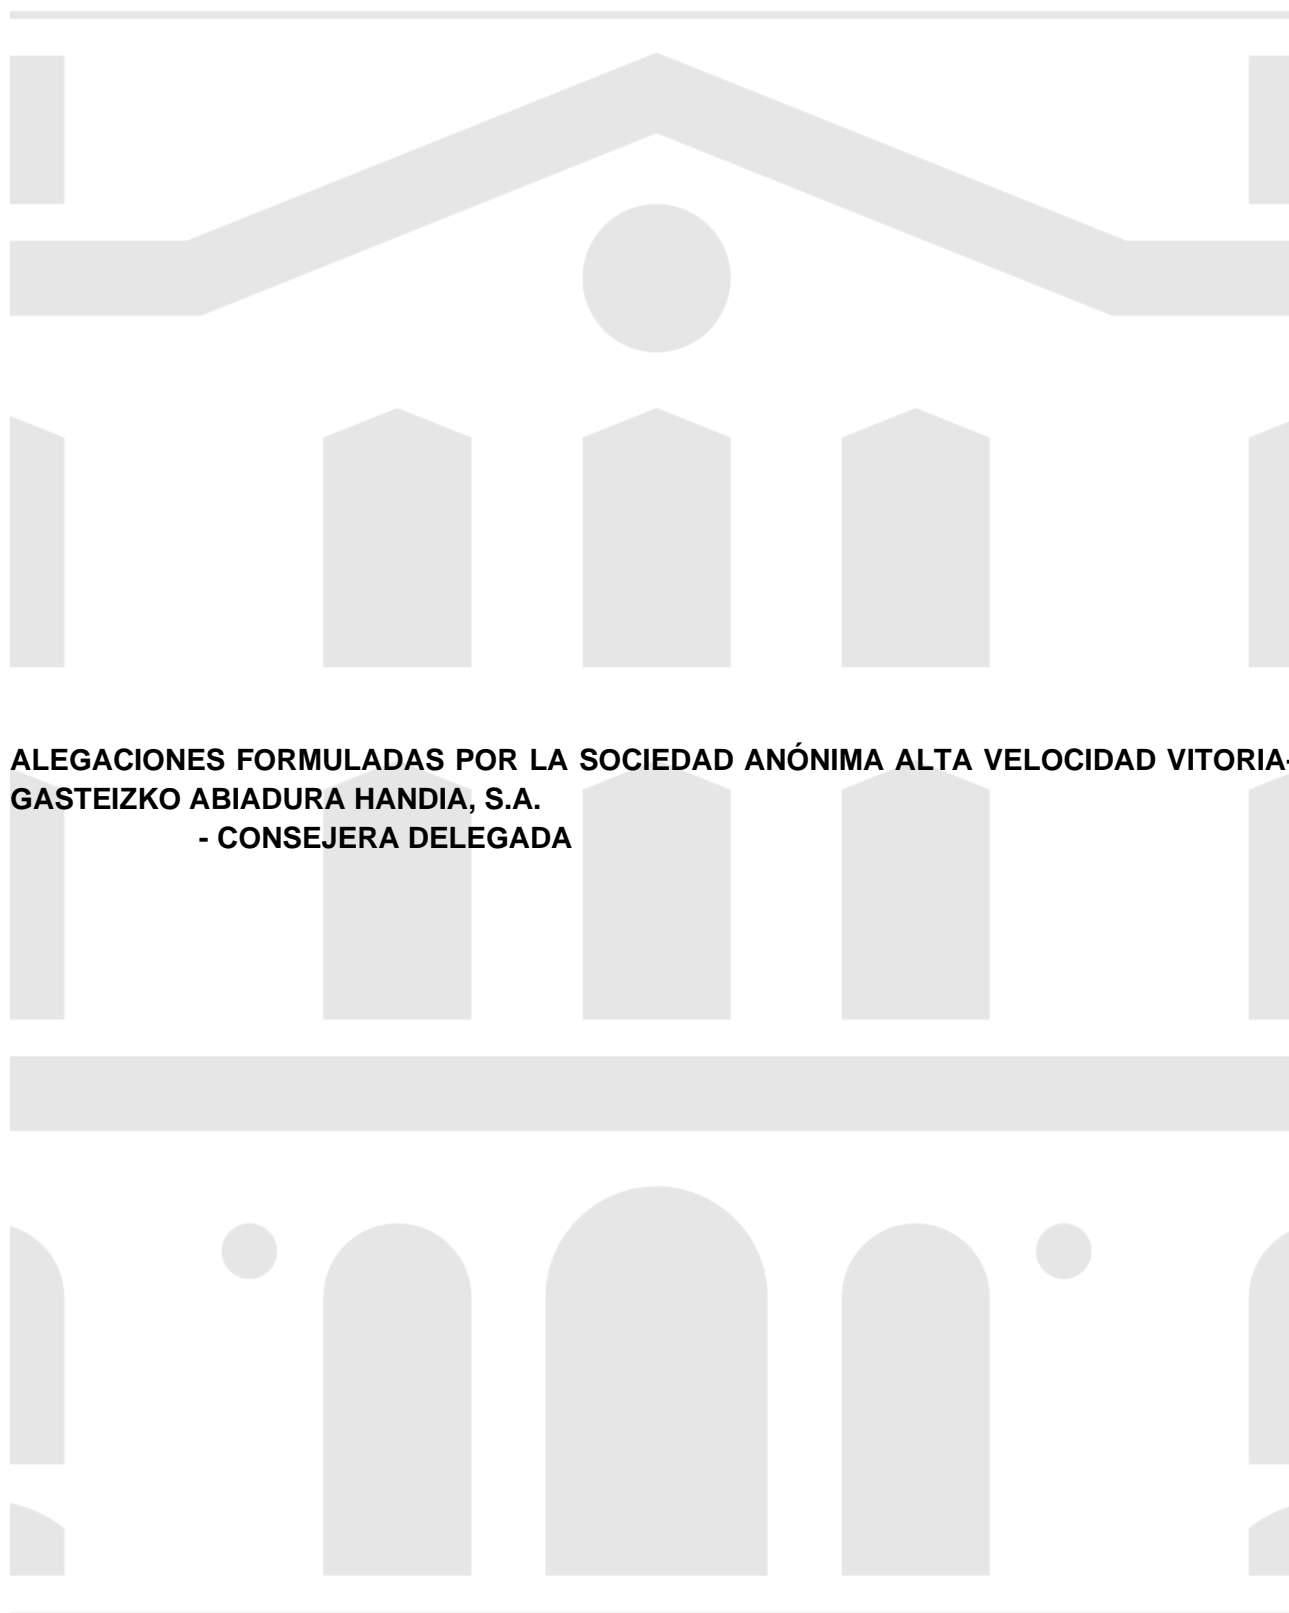 ALEGACIONES FORMULADAS POR LA SOCIEDAD ANÓNIMA ALTA VELOCIDAD VITORIA-
GASTEIZKO ABIADURA HANDIA, S.A.
- CONSEJERA DELEGADA